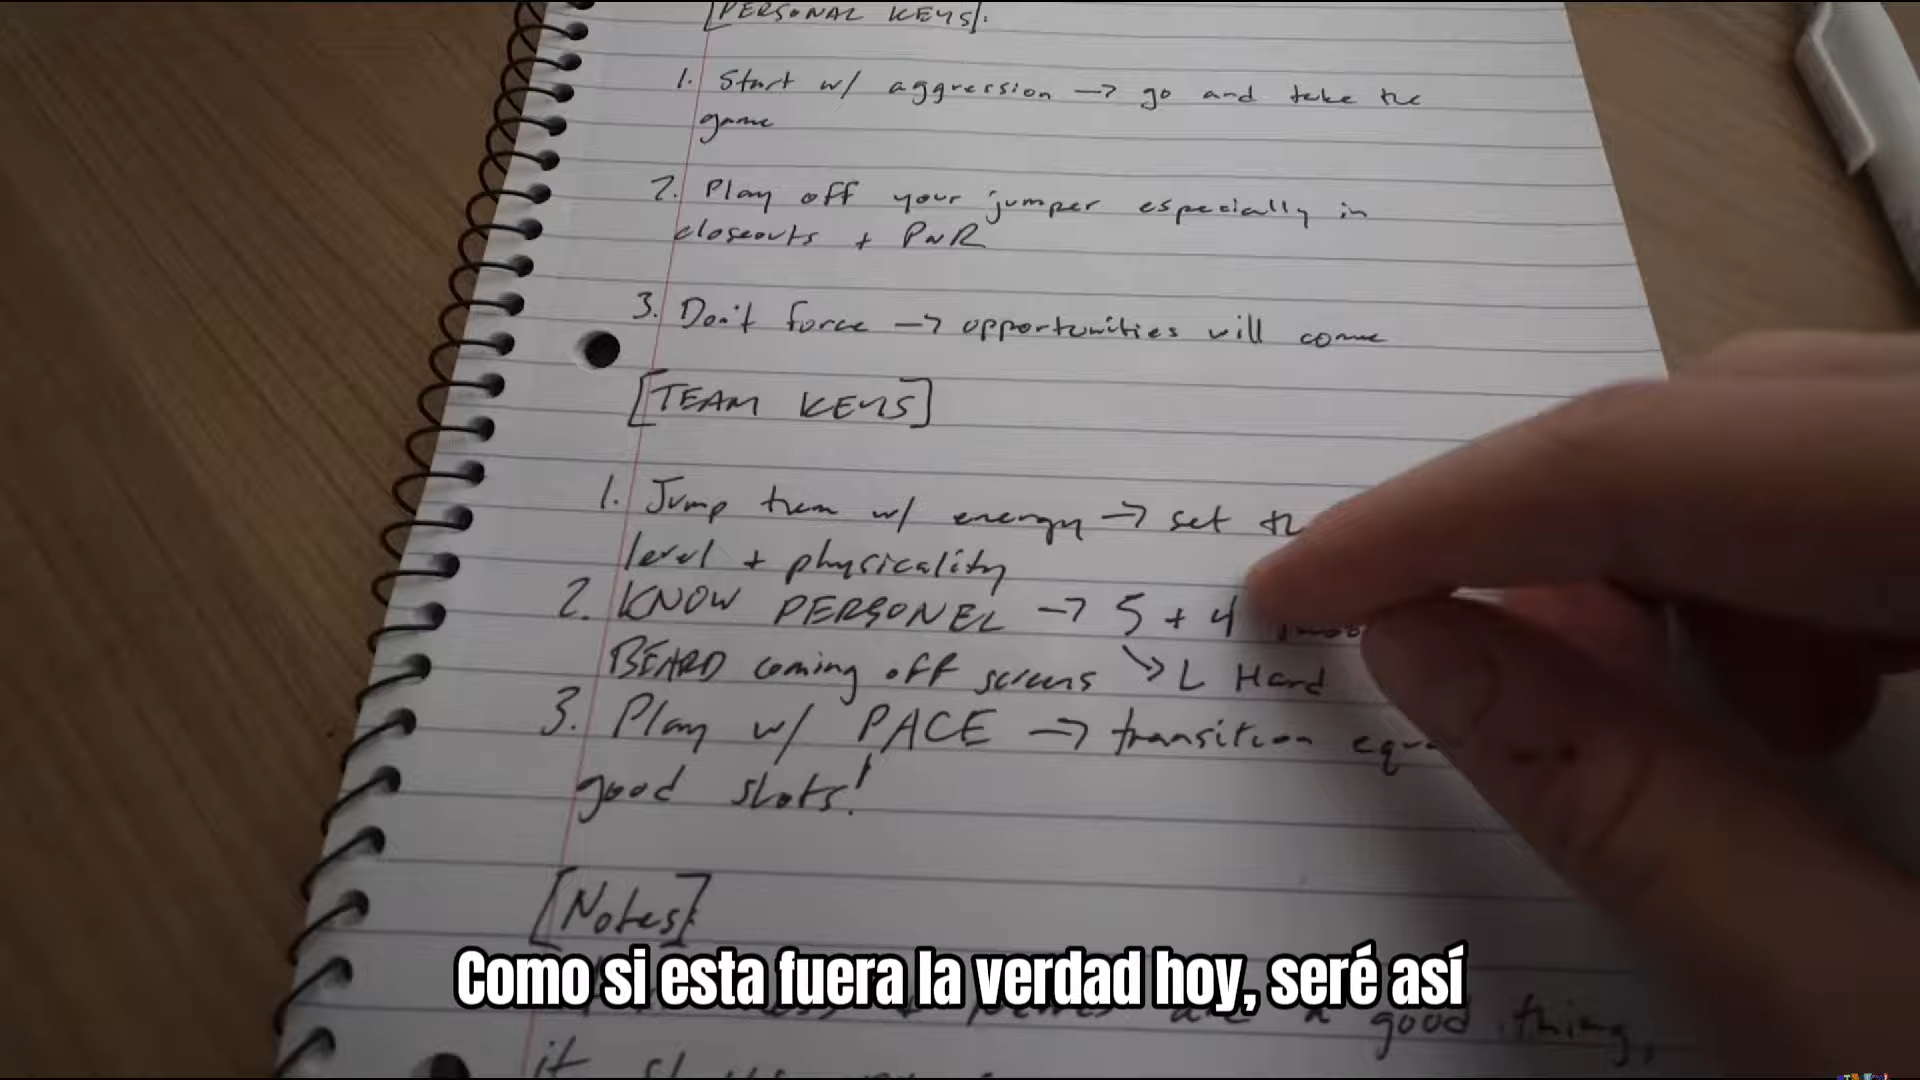 [PERSONAL KEYS]:
1. Start w/ aggression → go and take the
game
2. Play off your jumper especially in
closeouts + PnR
3. Don't force → opportunities will come
[TEAM KEYS]
1. Jump them w/ energy → set
level + physicality
2. KNOW PERSONEL → 5 + 4
BEARD coming off screens ↘ L Hard
3. Play w/ PACE → transition
good shots!
[Notes]
Como si esta fuera la verdad hoy, seré así
good thing,
it